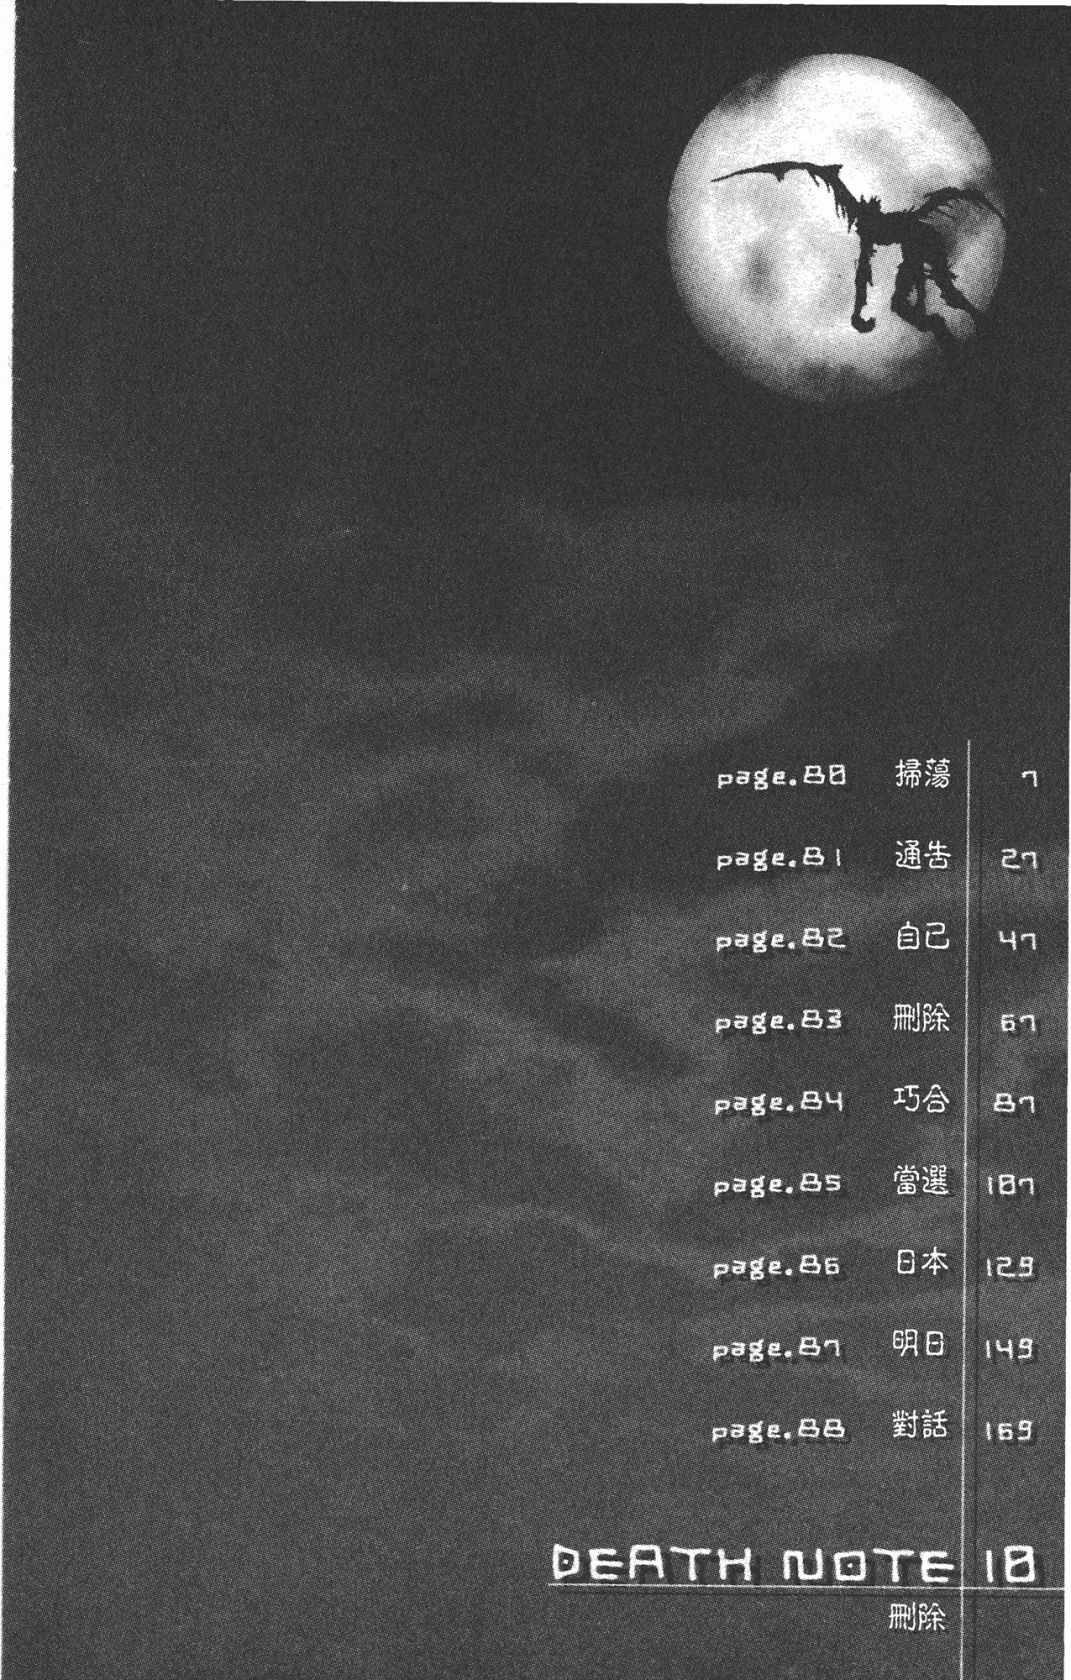 page.80 掃蕩 7
page.81 通告 27
page.82 自己 47
page.83 刪除 67
page.84 巧合 87
page.85 當選 107
page.86 日本 129
page.87 明日 149
page.88 對話 169
DEATH NOTE 10
刪除